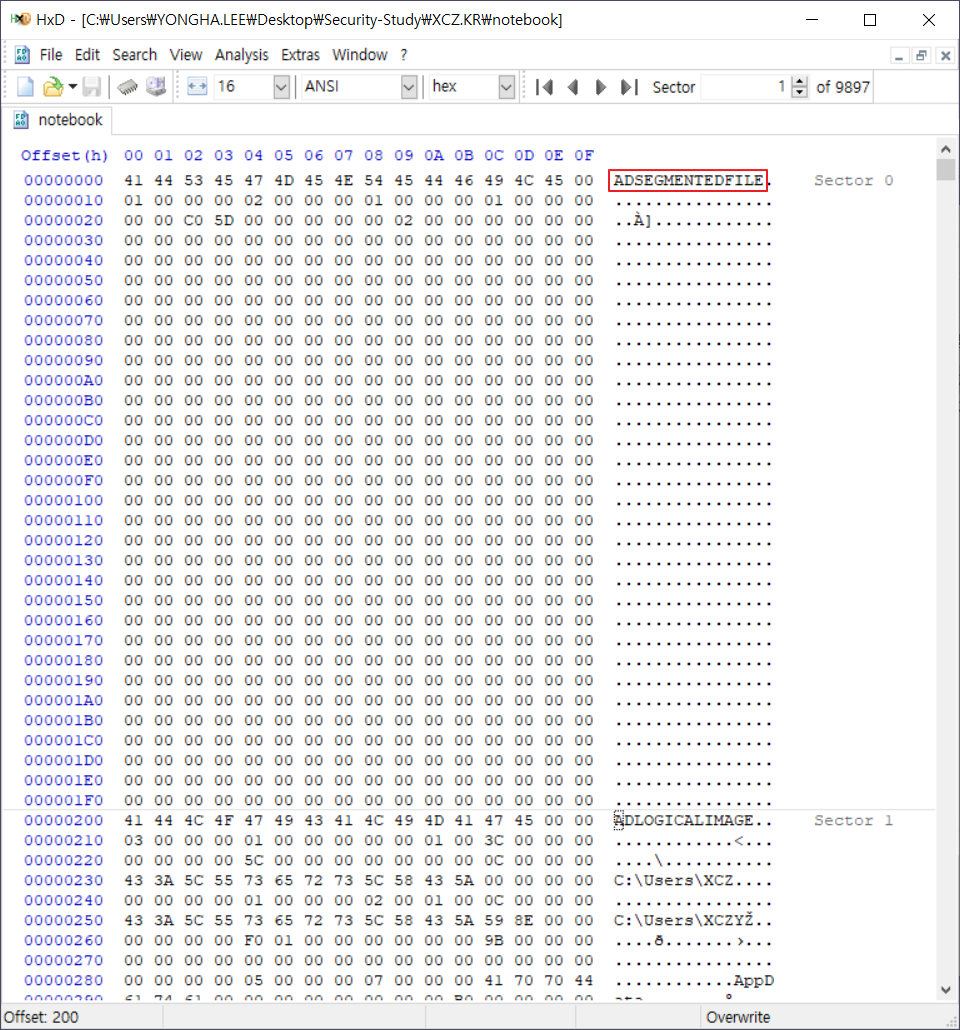 HxD - [C:₩Users₩YONGHA.LEE₩Desktop₩Security-Study₩XCZ.KR₩notebook]
File Edit Search View Analysis Extras Window ?
16 ANSI hex Sector 1 of 9897
notebook
Offset(h) 00 01 02 03 04 05 06 07 08 09 0A 0B 0C 0D 0E 0F
00000000 41 44 53 45 47 4D 45 4E 54 45 44 46 49 4C 45 00 ADSEGMENTEDFILE. Sector 0
00000010 01 00 00 00 02 00 00 00 01 00 00 00 01 00 00 00 ................
00000020 00 00 C0 5D 00 00 00 00 00 02 00 00 00 00 00 00 ..À]............
00000030 00 00 00 00 00 00 00 00 00 00 00 00 00 00 00 00 ................
00000040 00 00 00 00 00 00 00 00 00 00 00 00 00 00 00 00 ................
00000050 00 00 00 00 00 00 00 00 00 00 00 00 00 00 00 00 ................
00000060 00 00 00 00 00 00 00 00 00 00 00 00 00 00 00 00 ................
00000070 00 00 00 00 00 00 00 00 00 00 00 00 00 00 00 00 ................
00000080 00 00 00 00 00 00 00 00 00 00 00 00 00 00 00 00 ................
00000090 00 00 00 00 00 00 00 00 00 00 00 00 00 00 00 00 ................
000000A0 00 00 00 00 00 00 00 00 00 00 00 00 00 00 00 00 ................
000000B0 00 00 00 00 00 00 00 00 00 00 00 00 00 00 00 00 ................
000000C0 00 00 00 00 00 00 00 00 00 00 00 00 00 00 00 00 ................
000000D0 00 00 00 00 00 00 00 00 00 00 00 00 00 00 00 00 ................
000000E0 00 00 00 00 00 00 00 00 00 00 00 00 00 00 00 00 ................
000000F0 00 00 00 00 00 00 00 00 00 00 00 00 00 00 00 00 ................
00000100 00 00 00 00 00 00 00 00 00 00 00 00 00 00 00 00 ................
00000110 00 00 00 00 00 00 00 00 00 00 00 00 00 00 00 00 ................
00000120 00 00 00 00 00 00 00 00 00 00 00 00 00 00 00 00 ................
00000130 00 00 00 00 00 00 00 00 00 00 00 00 00 00 00 00 ................
00000140 00 00 00 00 00 00 00 00 00 00 00 00 00 00 00 00 ................
00000150 00 00 00 00 00 00 00 00 00 00 00 00 00 00 00 00 ................
00000160 00 00 00 00 00 00 00 00 00 00 00 00 00 00 00 00 ................
00000170 00 00 00 00 00 00 00 00 00 00 00 00 00 00 00 00 ................
00000180 00 00 00 00 00 00 00 00 00 00 00 00 00 00 00 00 ................
00000190 00 00 00 00 00 00 00 00 00 00 00 00 00 00 00 00 ................
000001A0 00 00 00 00 00 00 00 00 00 00 00 00 00 00 00 00 ................
000001B0 00 00 00 00 00 00 00 00 00 00 00 00 00 00 00 00 ................
000001C0 00 00 00 00 00 00 00 00 00 00 00 00 00 00 00 00 ................
000001D0 00 00 00 00 00 00 00 00 00 00 00 00 00 00 00 00 ................
000001E0 00 00 00 00 00 00 00 00 00 00 00 00 00 00 00 00 ................
000001F0 00 00 00 00 00 00 00 00 00 00 00 00 00 00 00 00 ................
00000200 41 44 4C 4F 47 49 43 41 4C 49 4D 41 47 45 00 00 ADLOGICALIMAGE.. Sector 1
00000210 03 00 00 00 01 00 00 00 00 00 01 00 3C 00 00 00 ............<...
00000220 00 00 00 00 5C 00 00 00 00 00 00 00 0C 00 00 00 ....\...........
00000230 43 3A 5C 55 73 65 72 73 5C 58 43 5A 00 00 00 00 C:\Users\XCZ....
00000240 00 00 00 00 01 00 00 00 02 00 01 00 0C 00 00 00 ................
00000250 43 3A 5C 55 73 65 72 73 5C 58 43 5A 59 8E 00 00 C:\Users\XCZYŽ..
00000260 00 00 00 00 F0 01 00 00 00 00 00 00 9B 00 00 00 ....ð.......›...
00000270 00 00 00 00 00 00 00 00 00 00 00 00 00 00 00 00 ................
00000280 00 00 00 00 05 00 00 00 07 00 00 00 41 70 70 44 ............AppD
00000290 61 74 61 00 00 00 00 00 00 00 00 B0 00 00 00 00 ata........°....
Offset: 200 Overwrite